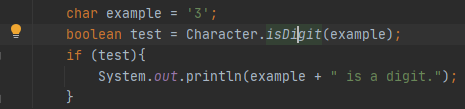 char example = '3';
boolean test = Character.isDigit(example);
if (test){
System.out.println(example + " is a digit.");
}